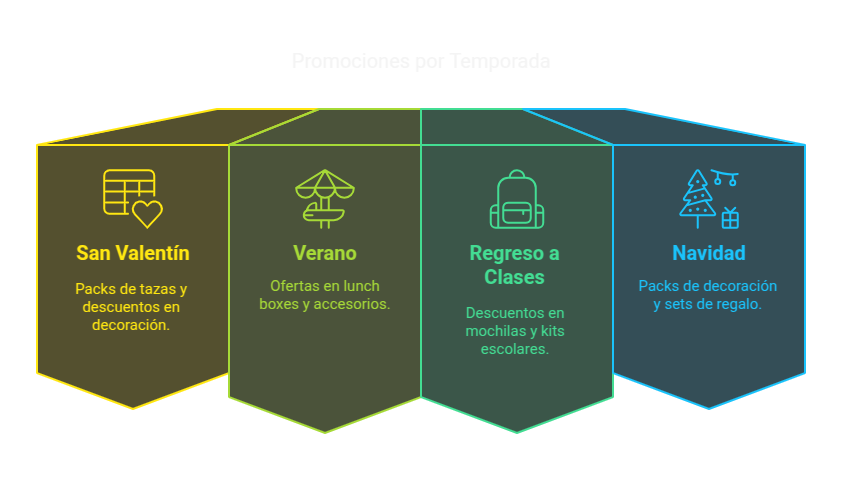 Promociones por Temporada
San Valentín
Packs de tazas y
descuentos en
decoración.
Verano
Ofertas en lunch
boxes y accesorios.
Regreso a
Clases
Descuentos en
mochilas y kits
escolares.
Navidad
Packs de decoración
y sets de regalo.